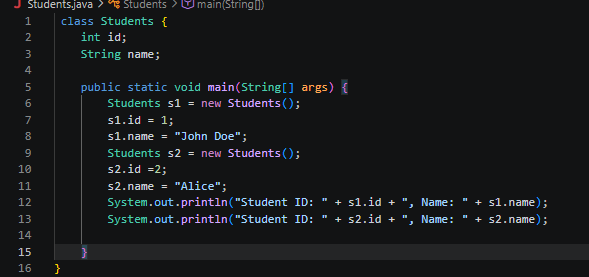 J Students.java > Students > main(String[])
1 class Students {
2     int id;
3     String name;
4
5     public static void main(String[] args) {
6         Students s1 = new Students();
7         s1.id = 1;
8         s1.name = "John Doe";
9         Students s2 = new Students();
10         s2.id =2;
11         s2.name = "Alice";
12         System.out.println("Student ID: " + s1.id + ", Name: " + s1.name);
13         System.out.println("Student ID: " + s2.id + ", Name: " + s2.name);
14
15     }
16 }